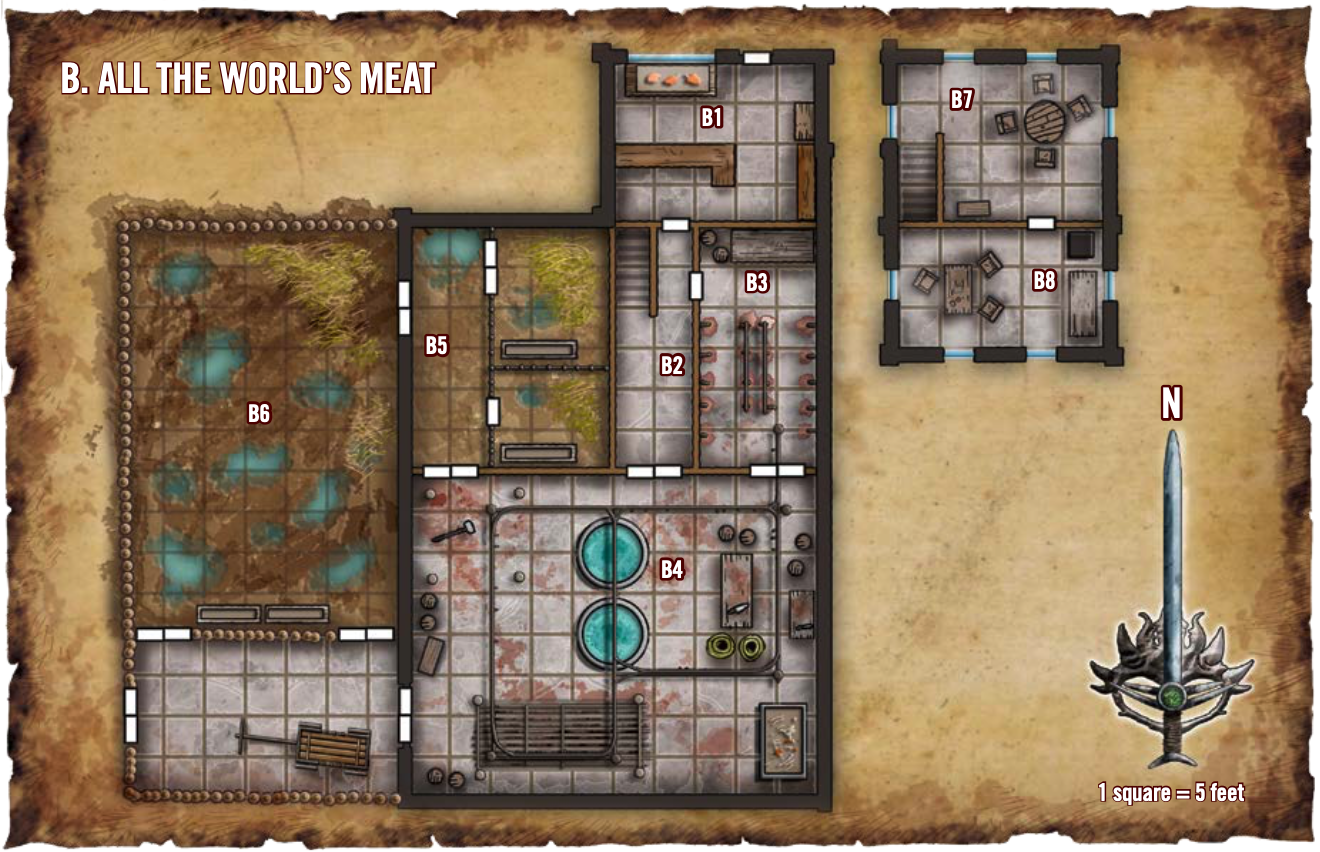 B. ALL THE WORLD'S MEAT
B1
B7
B3
B8
B5
B2
B6
N
B4
1 square = 5 feet